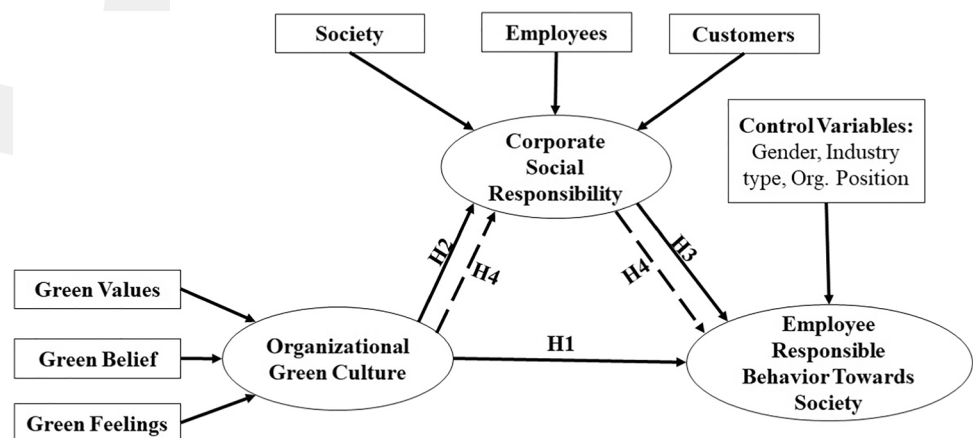 Society
Employees
Customers
Control Variables:
Gender, Industry
type, Org. Position
Corporate
Social
Responsibility
H2
H4
H4
H3
Green Values
Green Belief
Green Feelings
Organizational
Green Culture
H1
Employee
Responsible
Behavior Towards
Society